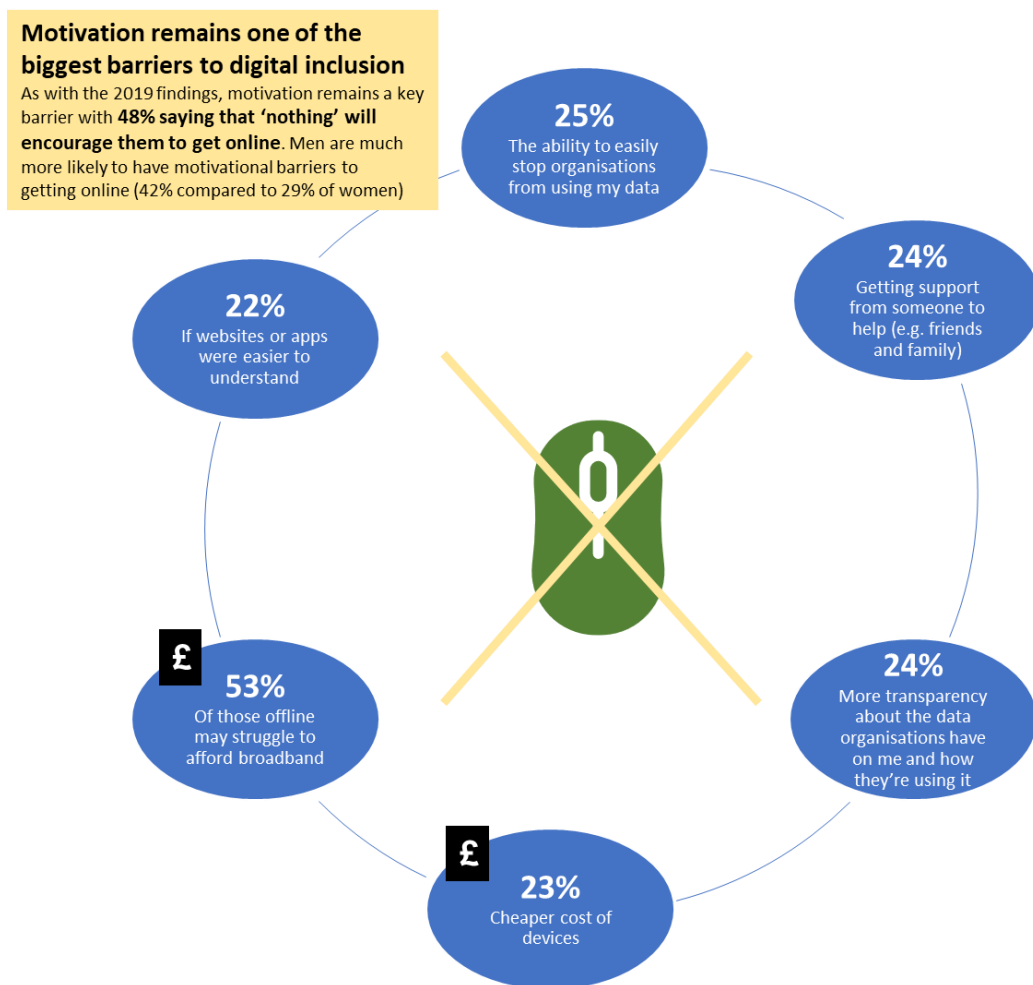 Motivation remains one of the
biggest barriers to digital inclusion
As with the 2019 findings, motivation remains a key
barrier with 48% saying that ‘nothing’ will
encourage them to get online. Men are much
more likely to have motivational barriers to
getting online (42% compared to 29% of women)
25%
The ability to easily
stop organisations
from using my data
24%
Getting support
from someone to
help (e.g. friends
and family)
22%
If websites or apps
were easier to
understand
£
53%
Of those offline
may struggle to
afford broadband
24%
More transparency
about the data
organisations have
on me and how
they’re using it
£
23%
Cheaper cost of
devices